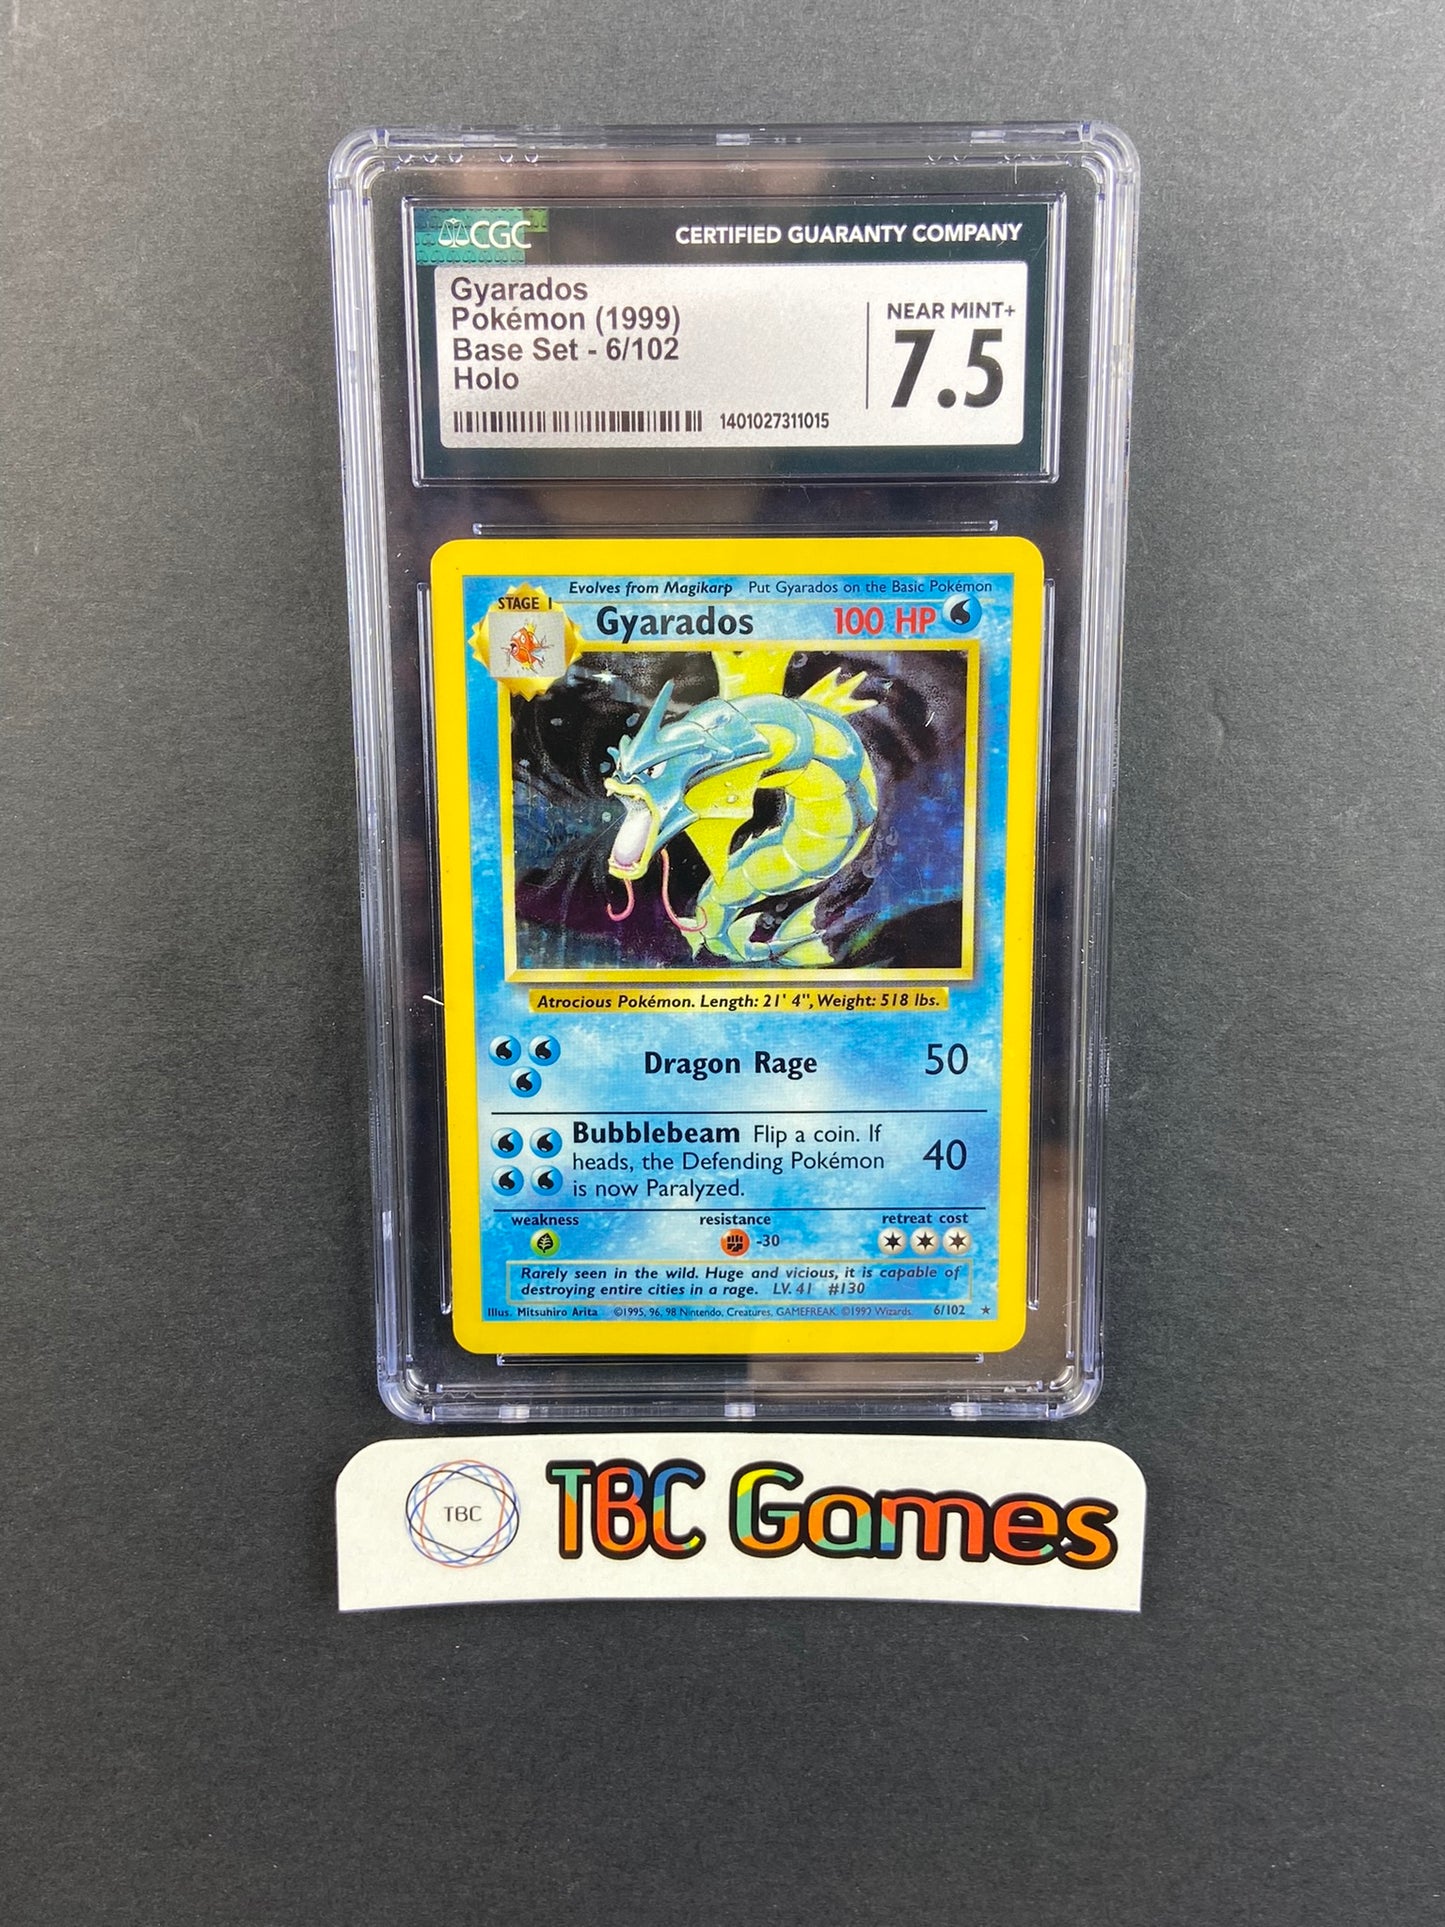 CGC
CERTIFIED GUARANTY COMPANY
Gyarados
Pokémon (1999)
Base Set - 6/102
Holo
1401027311015
NEAR MINT+
7.5
Evolves from Magikarp Put Gyarados on the Basic Pokémon
STAGE 1
Gyarados 100 HP
Atrocious Pokémon. Length: 21' 4", Weight: 518 lbs.
Dragon Rage 50
Bubblebeam Flip a coin. If
heads, the Defending Pokémon
is now Paralyzed.
40
weakness resistance retreat cost
-30
Rarely seen in the wild. Huge and vicious, it is capable of
destroying entire cities in a rage. LV. 41 #130
Illus. Mitsuhiro Arita ©1995, 96, 98 Nintendo, Creatures, GAMEFREAK. ©1999 Wizards. 6/102 ★
TBC
TBC Games